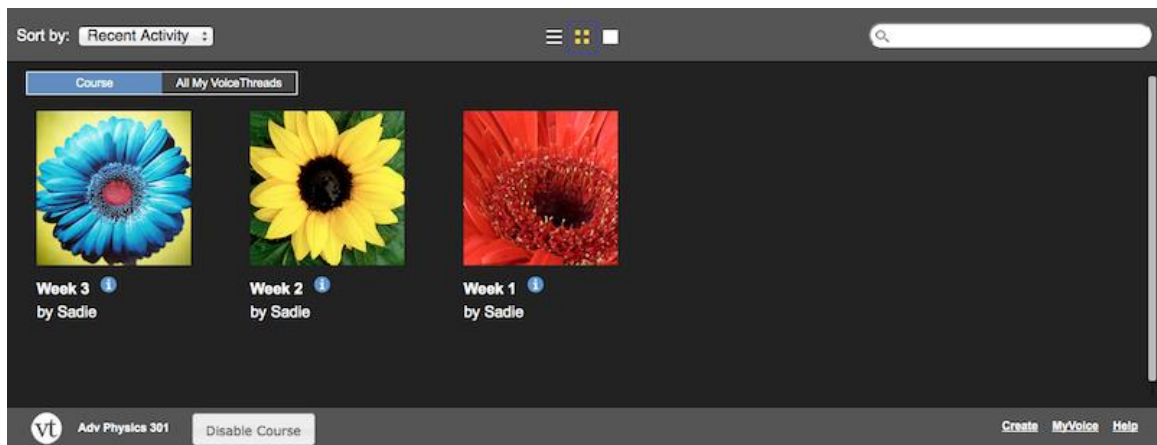 Sort by: Recent Activity
Course All My VoiceThreads
Week 3 i Week 2 i Week 1 i
by Sadie by Sadie by Sadie
vt Adv Physics 301 Disable Course Create MyVoice Help